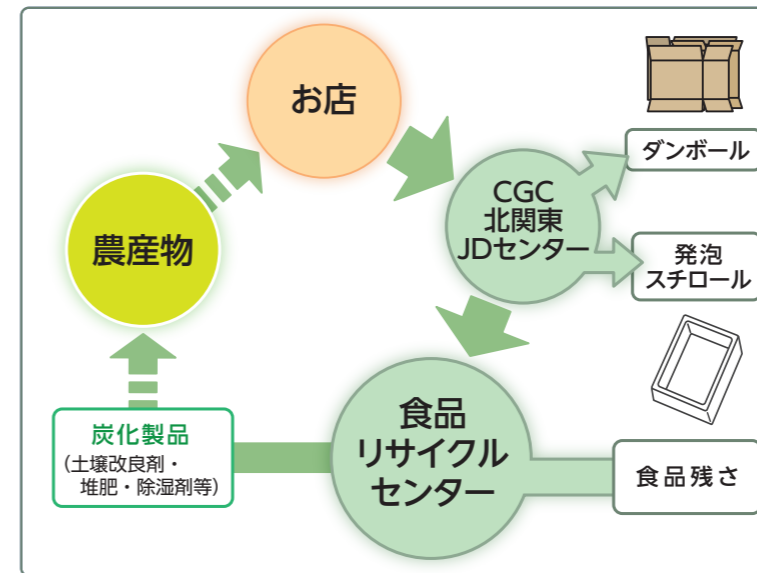 お店
ダンボール
CGC
北関東
JDセンター
農産物
発泡
スチロール
炭化製品
(土壌改良剤・
堆肥・除湿剤等)
食品
リサイクル
センター
食品残さ